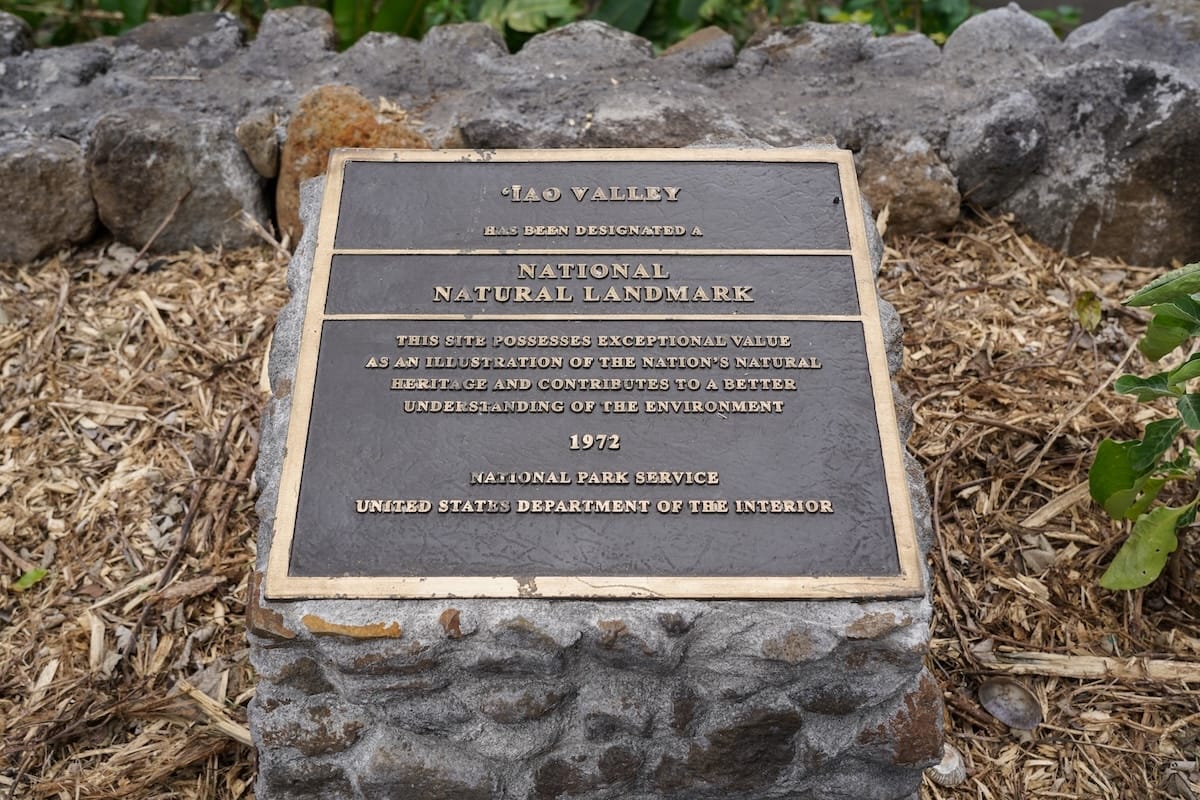 ʻĪAO VALLEY
HAS BEEN DESIGNATED A
NATIONAL
NATURAL LANDMARK
THIS SITE POSSESSES EXCEPTIONAL VALUE
AS AN ILLUSTRATION OF THE NATION'S NATURAL
HERITAGE AND CONTRIBUTES TO A BETTER
UNDERSTANDING OF THE ENVIRONMENT
1972
NATIONAL PARK SERVICE
UNITED STATES DEPARTMENT OF THE INTERIOR